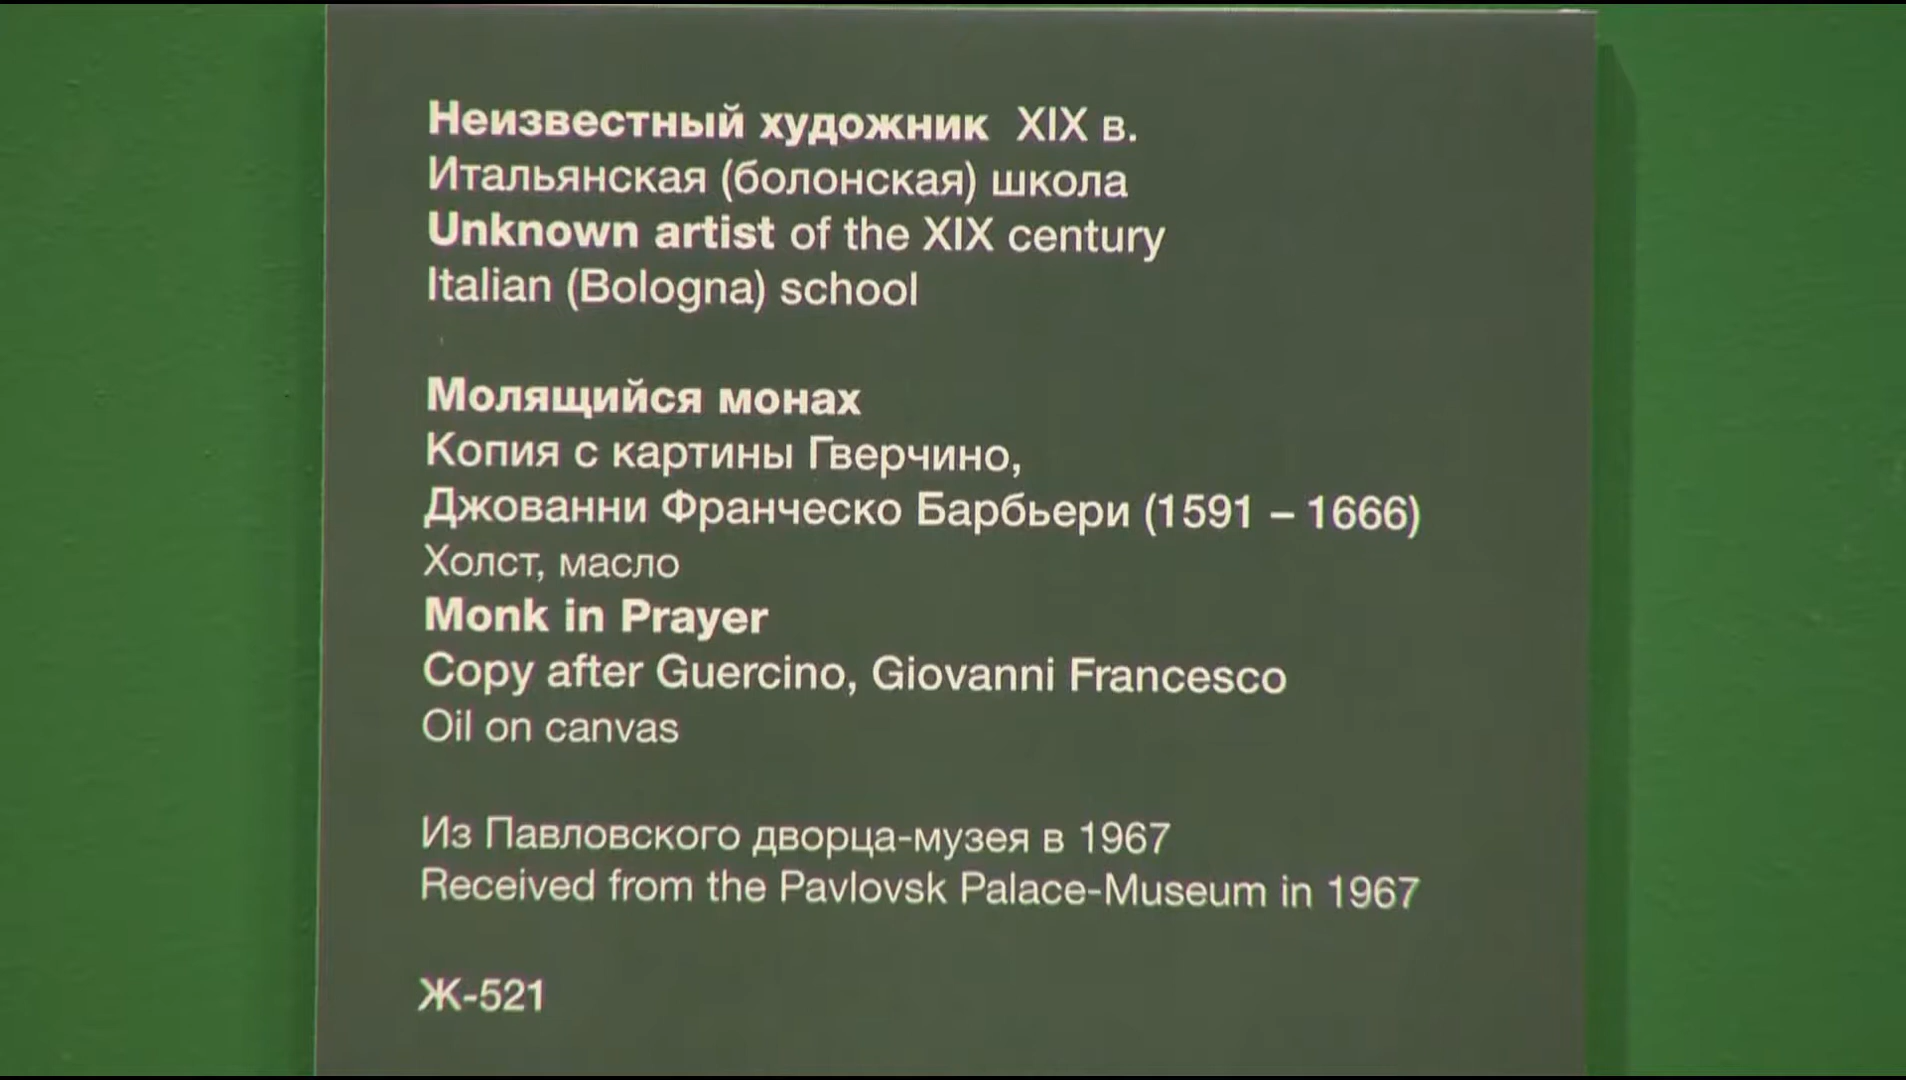 Неизвестный художник XIX в.
Итальянская (болонская) школа
Unknown artist of the XIX century
Italian (Bologna) school
Молящийся монах
Копия с картины Гверчино,
Джованни Франческо Барбьери (1591 – 1666)
Холст, масло
Monk in Prayer
Copy after Guercino, Giovanni Francesco
Oil on canvas
Из Павловского дворца-музея в 1967
Received from the Pavlovsk Palace-Museum in 1967
Ж-521